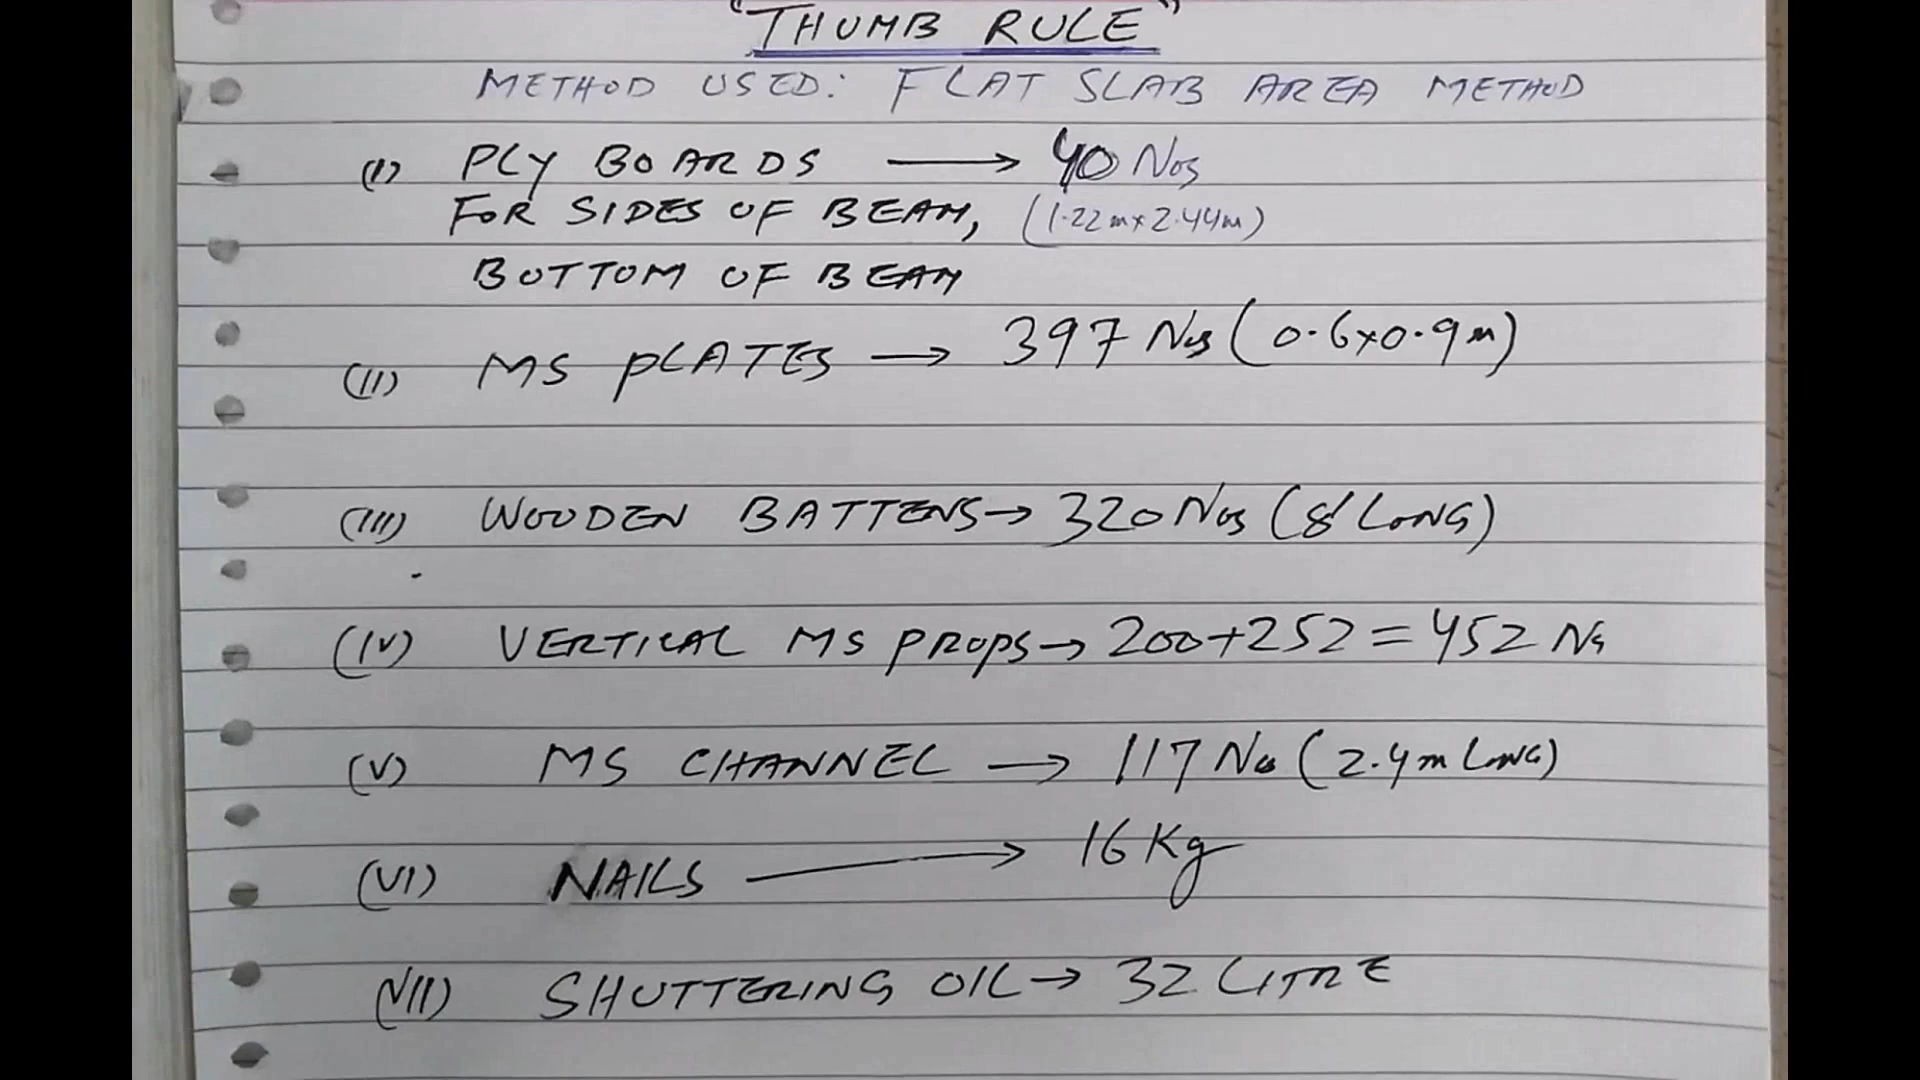 "THUMB RULE"
METHOD USED: FLAT SLAB AREA METHOD
(I) PLY BOARDS → 40 Nos
FOR SIDES OF BEAM, (1.22m x 2.44m)
BOTTOM OF BEAM
(II) MS PLATES → 397 Nos (0.6x0.9m)
(III) WOODEN BATTENS → 320 Nos (8' LONG)
(IV) VERTICAL MS PROPS → 200+252 = 452 Ns
(V) MS CHANNEL → 117 Nos (2.4m LONG)
(VI) NAILS → 16 Kg
(VII) SHUTTERING OIL → 32 LITRE